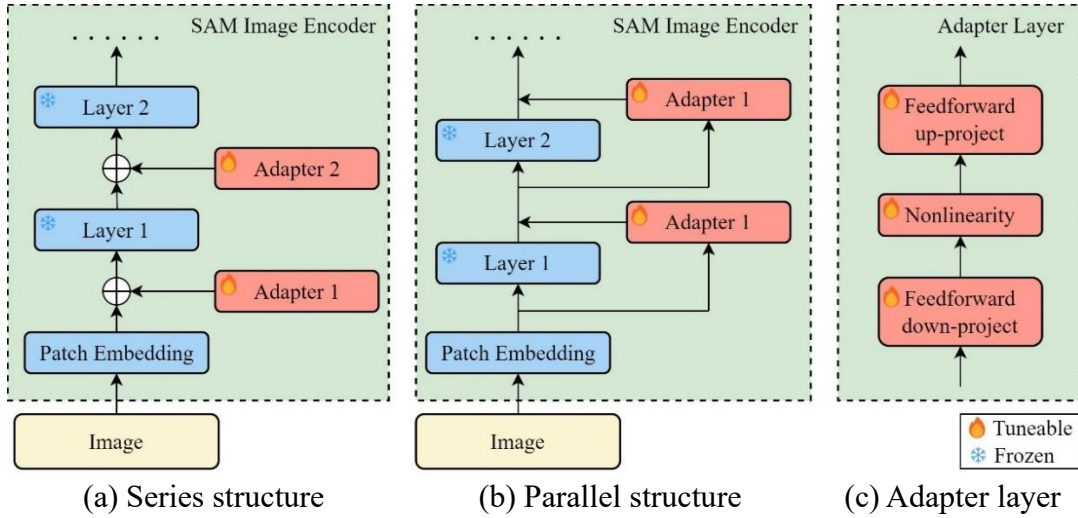 SAM Image Encoder
. . . . . .
Layer 2
Adapter 2
Layer 1
Adapter 1
Patch Embedding
Image
(a) Series structure
SAM Image Encoder
. . . . . .
Adapter 1
Layer 2
Adapter 1
Layer 1
Patch Embedding
Image
(b) Parallel structure
Adapter Layer
Feedforward
up-project
Nonlinearity
Feedforward
down-project
Tuneable
Frozen
(c) Adapter layer